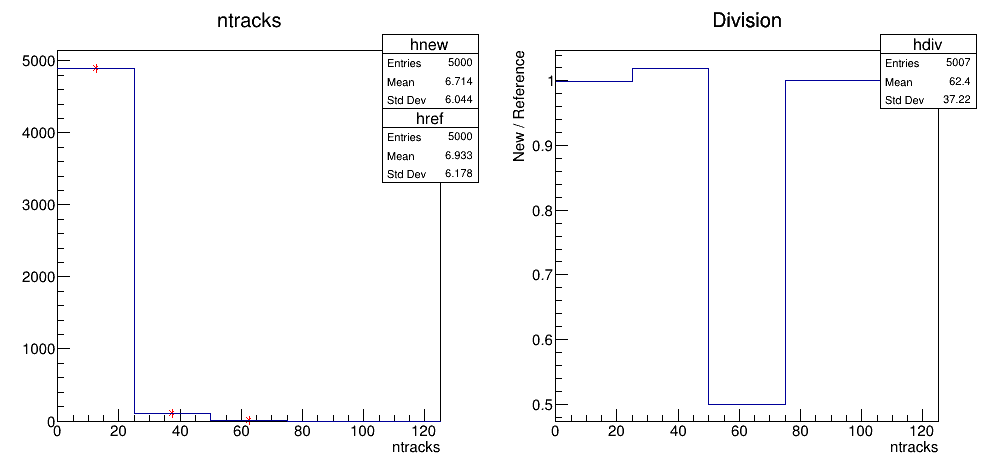 ntracks
hnew
Entries 5000
Mean 6.714
Std Dev 6.044
href
Entries 5000
Mean 6.933
Std Dev 6.178
5000
4000
3000
2000
1000
0
0 20 40 60 80 100 120
ntracks
Division
hdiv
Entries 5007
Mean 62.4
Std Dev 37.22
New / Reference
1
0.9
0.8
0.7
0.6
0.5
0 20 40 60 80 100 120
ntracks